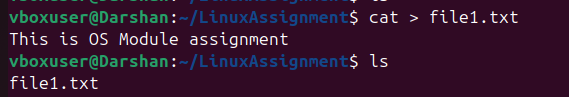 vboxuser@Darshan:~/LinuxAssignment$ cat > file1.txt
This is OS Module assignment
vboxuser@Darshan:~/LinuxAssignment$ ls
file1.txt